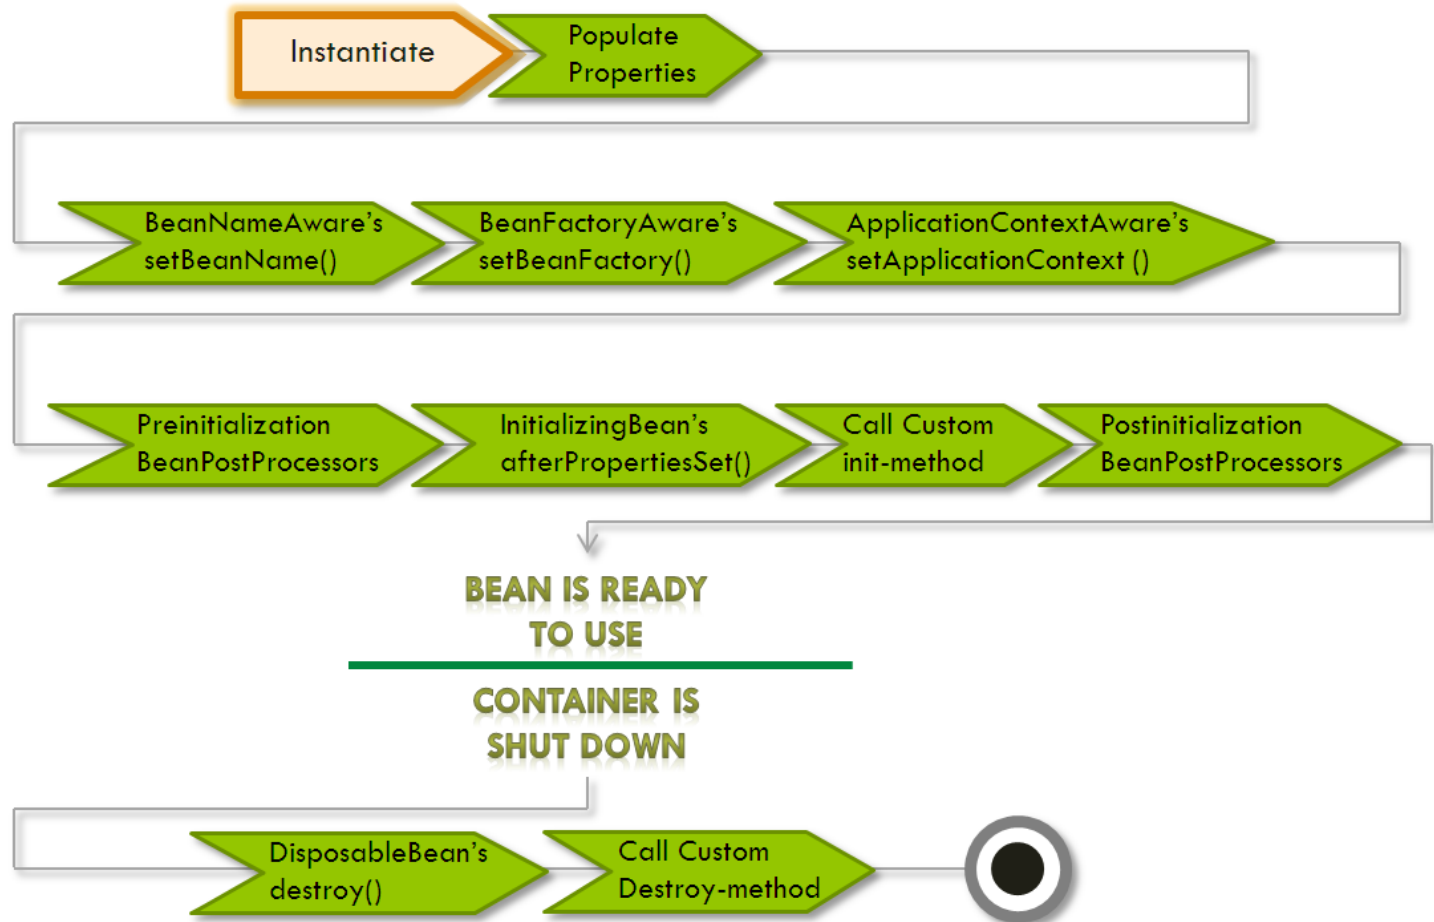 Instantiate
Populate
Properties
BeanNameAware's
setBeanName()
BeanFactoryAware's
setBeanFactory()
ApplicationContextAware's
setApplicationContext ()
Preinitialization
BeanPostProcessors
InitializingBean's
afterPropertiesSet()
Call Custom
init-method
Postinitialization
BeanPostProcessors
BEAN IS READY
TO USE
CONTAINER IS
SHUT DOWN
DisposableBean's
destroy()
Call Custom
Destroy-method